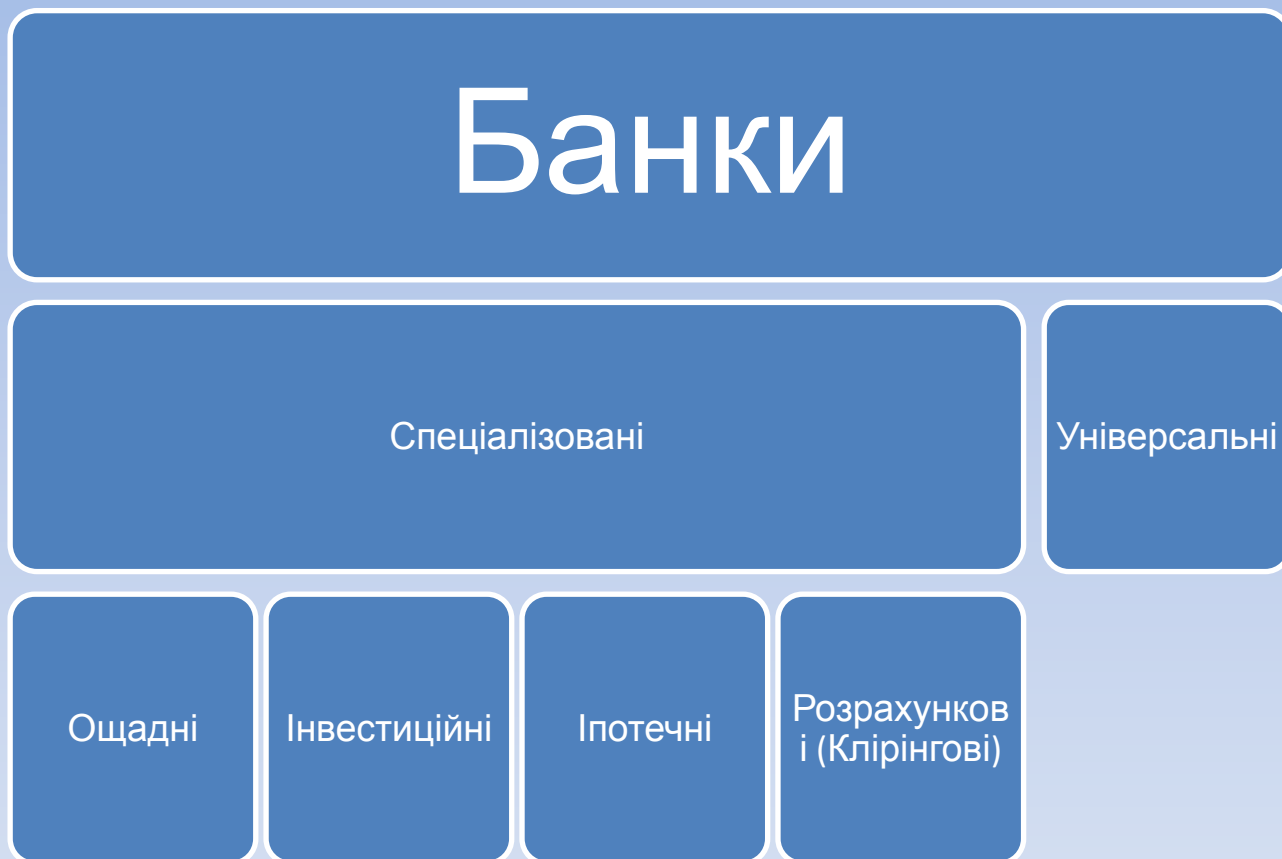 Банки
Спеціалізовані
Універсальні
Ощадні
Інвестиційні
Іпотечні
Розрахунков
і (Клірінгові)